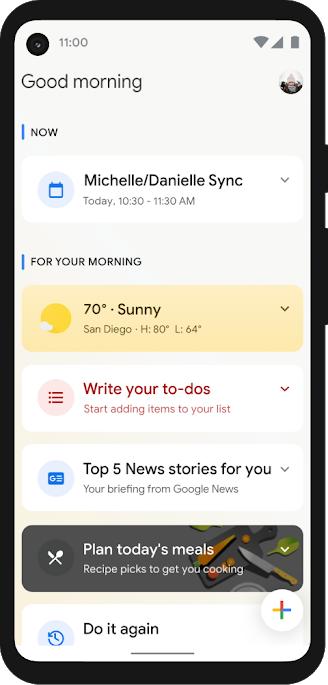 11:00
Good morning
NOW
Michelle/Danielle Sync
Today, 10:30 - 11:30 AM
FOR YOUR MORNING
70° · Sunny
San Diego · H: 80° L: 64°
Write your to-dos
Start adding items to your list
Top 5 News stories for you
Your briefing from Google News
Plan today's meals
Recipe picks to get you cooking
Do it again